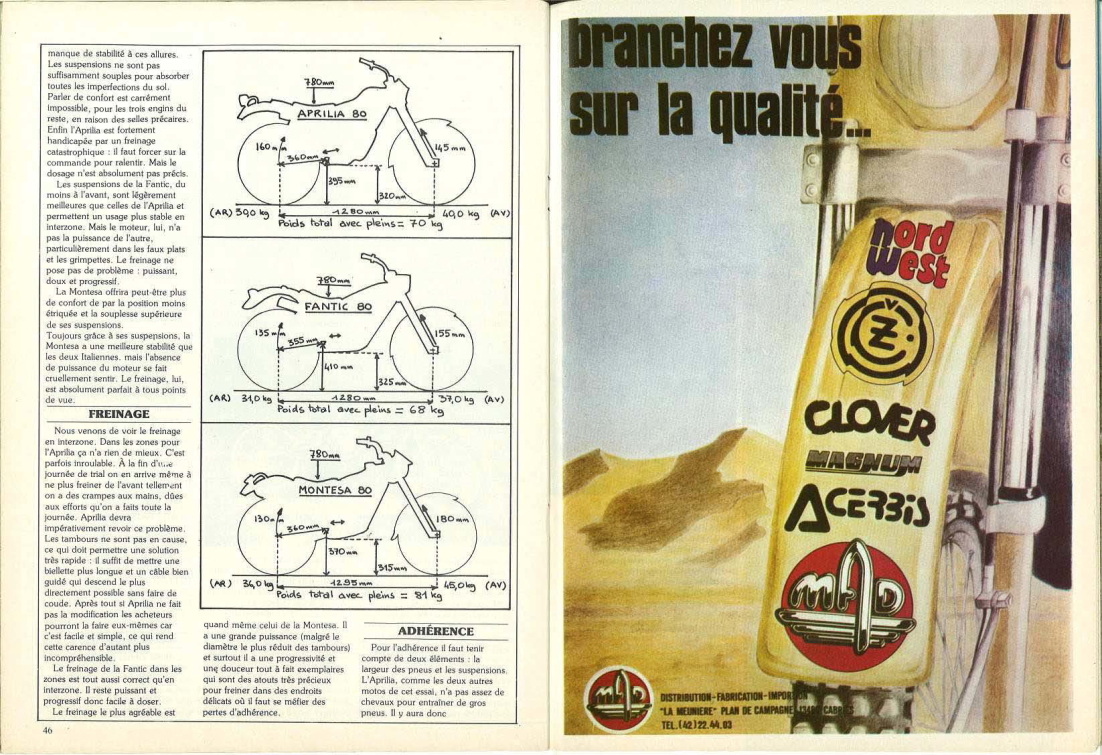 manque de stabilité à ces allures.
Les suspensions ne sont pas
suffisamment souples pour absorber
toutes les imperfections du sol.
Parler de confort est carrément
impossible, pour les trois engins du
reste, en raison des selles précaires.
Enfin l'Aprilia est fortement
handicapée par un freinage
catastrophique : il faut forcer sur la
commande pour ralentir. Mais le
dosage n'est absolument pas précis.
Les suspensions de la Fantic, du
moins à l'avant, sont légèrement
meilleures que celles de l'Aprilia et
permettent un usage plus stable en
interzone. Mais le moteur, lui, n'a
pas la puissance de l'autre,
particulièrement dans les faux plats
et les grimpettes. Le freinage ne
pose pas de problème : puissant,
doux et progressif.
La Montesa offrira peut-être plus
de confort de par la position moins
étriquée et la souplesse supérieure
de ses suspensions.
Toujours grâce à ses suspensions, la
Montesa a une meilleure stabilité que
les deux Italiennes. mais l'absence
de puissance du moteur se fait
cruellement sentir. Le freinage, lui,
est absolument parfait à tous points
de vue.
FREINAGE
Nous venons de voir le freinage
en interzone. Dans les zones pour
l'Aprilia ça n'a rien de mieux. C'est
parfois inroulable. À la fin d'une
journée de trial on en arrive même à
ne plus freiner de l'avant tellement
on a des crampes aux mains, dûes
aux efforts qu'on a faits toute la
journée. Aprilia devra
impérativement revoir ce problème.
Les tambours ne sont pas en cause,
ce qui doit permettre une solution
très rapide : il suffit de mettre une
biellette plus longue et un câble bien
guidé qui descend le plus
directement possible sans faire de
coude. Après tout si Aprilia ne fait
pas la modification les acheteurs
pourront la faire eux-mêmes car
c'est facile et simple, ce qui rend
cette carence d'autant plus
incompréhensible.
Le freinage de la Fantic dans les
zones est tout aussi correct qu'en
interzone. Il reste puissant et
progressif donc facile à doser.
Le freinage le plus agréable est
46
780mm
APRILIA 80
160 m/m
360mm
145mm
395mm
320mm
(AR) 30,0 kg
1280mm
40,0 kg (AV)
Poids total avec pleins = 70 kg
780mm
FANTIC 80
135 m/m
355 mm
155mm
410 mm
325mm
(AR) 31,0 kg
1280mm
37,0 kg (AV)
Poids total avec pleins = 68 kg
780mm
MONTESA 80
130 m/m
360mm
180mm
370mm
315mm
(AR) 36,0 kg
1295mm
45,0 kg (AV)
Poids total avec pleins = 81 kg
quand même celui de la Montesa. Il
a une grande puissance (malgré le
diamètre le plus réduit des tambours)
et surtout il a une progressivité et
une douceur tout à fait exemplaires
qui sont des atouts très précieux
pour freiner dans des endroits
délicats où il faut se méfier des
pertes d'adhérence.
ADHÉRENCE
Pour l'adhérence il faut tenir
compte de deux éléments : la
largeur des pneus et les suspensions.
L'Aprilia, comme les deux autres
motos de cet essai, n'a pas assez de
chevaux pour entraîner de gros
pneus. Il y aura donc
branchez vous
sur la qualité...
nord
west
CZ
CLOVER
MAGNUM
ACERBIS
MAD
MAD
DISTRIBUTION-FABRICATION-IMPORTATION
"LA MEUNIERE" PLAN DE CAMPAGNE 13480 CABRIES
TEL. (42) 22.44.03